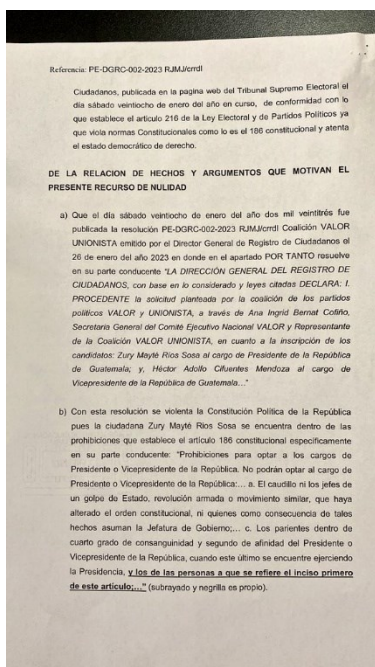 Referencia: PE-DGRC-002-2023 RJMJ/crrdl
Ciudadanos, publicada en la pagina web del Tribunal Supremo Electoral el
día sábado veintiocho de enero del año en curso, de conformidad con lo
que establece el articulo 216 de la Ley Electoral y de Partidos Políticos ya
que viola normas Constitucionales como lo es el 186 constitucional y atenta
el estado democrático de derecho.
DE LA RELACION DE HECHOS Y ARGUMENTOS QUE MOTIVAN EL
PRESENTE RECURSO DE NULIDAD
a) Que el día sábado veintiocho de enero del año dos mil veintitrés fue
publicada la resolución PE-DGRC-002-2023 RJMJ/crrdl Coalición VALOR
UNIONISTA emitido por el Director General de Registro de Ciudadanos el
26 de enero del año 2023 en donde en el apartado POR TANTO resuelve
en su parte conducente "LA DIRECCIÓN GENERAL DEL REGISTRO DE
CIUDADANOS, con base en lo considerado y leyes citadas DECLARA: I.
PROCEDENTE la solicitud planteada por la coalición de los partidos
políticos VALOR y UNIONISTA, a través de Ana Ingrid Bernat Cofiño,
Secretaria General del Comité Ejecutivo Nacional VALOR y Representante
de la Coalición VALOR UNIONISTA, en cuanto a la inscripción de los
candidatos: Zury Mayté Ríos Sosa al cargo de Presidente de la República
de Guatemala; y, Héctor Adolfo Cifuentes Mendoza al cargo de
Vicepresidente de la República de Guatemala..."
b) Con esta resolución se violenta la Constitución Política de la República
pues la ciudadana Zury Mayté Ríos Sosa se encuentra dentro de las
prohibiciones que establece el artículo 186 constitucional específicamente
en su parte conducente: "Prohibiciones para optar a los cargos de
Presidente o Vicepresidente de la República. No podrán optar al cargo de
Presidente o Vicepresidente de la República:... a. El caudillo ni los jefes de
un golpe de Estado, revolución armada o movimiento similar, que haya
alterado el orden constitucional, ni quienes como consecuencia de tales
hechos asuman la Jefatura de Gobierno;... c. Los parientes dentro de
cuarto grado de consanguinidad y segundo de afinidad del Presidente o
Vicepresidente de la República, cuando este último se encuentre ejerciendo
la Presidencia, y los de las personas a que se refiere el inciso primero
de este artículo;..." (subrayado y negrilla es propio).